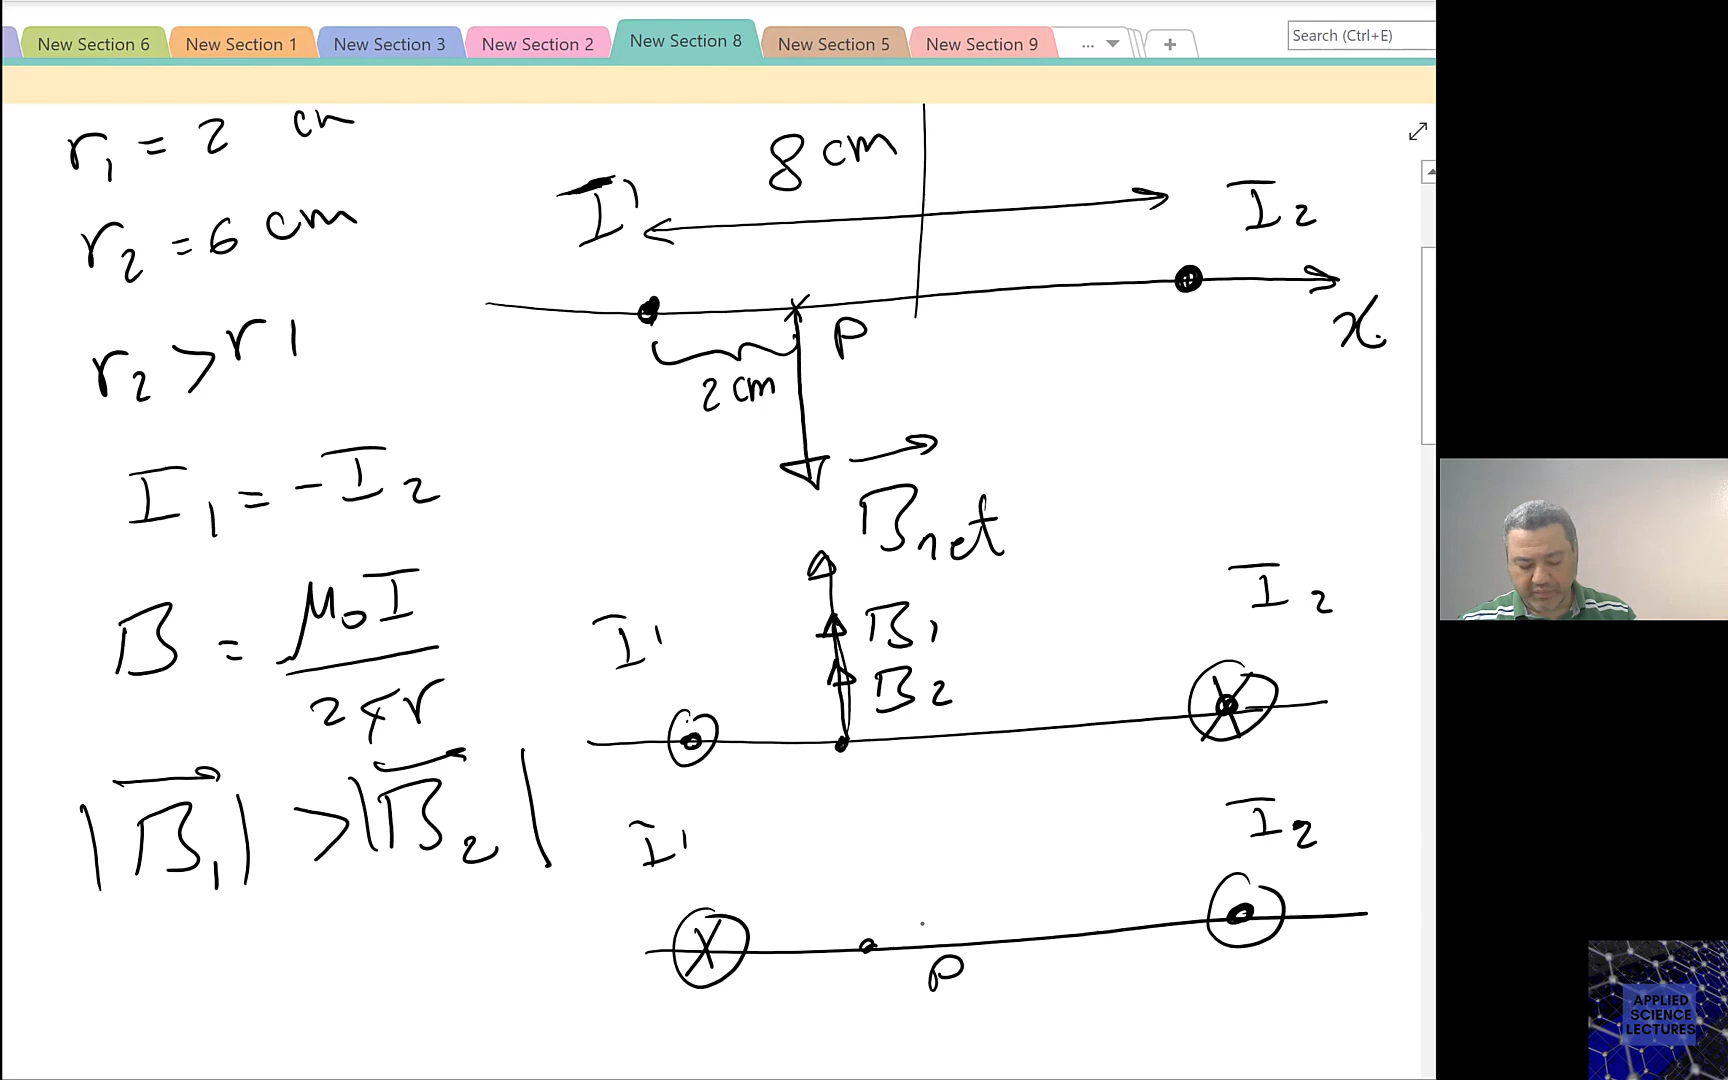 New Section 6 New Section 1 New Section 3 New Section 2 New Section 8 New Section 5 New Section 9 ... + Search (Ctrl+E)
r₁ = 2 cm
r₂ = 6 cm
r₂ > r1
I₁ = -I₂
B = μ₀I / 2πr
|B₁| > |B₂|
8 cm
I₁ I₂
P x
2 cm
Bnet
I₁ B₁ I₂
B₂
I₁ I₂
P
APPLIED
SCIENCE
LECTURES